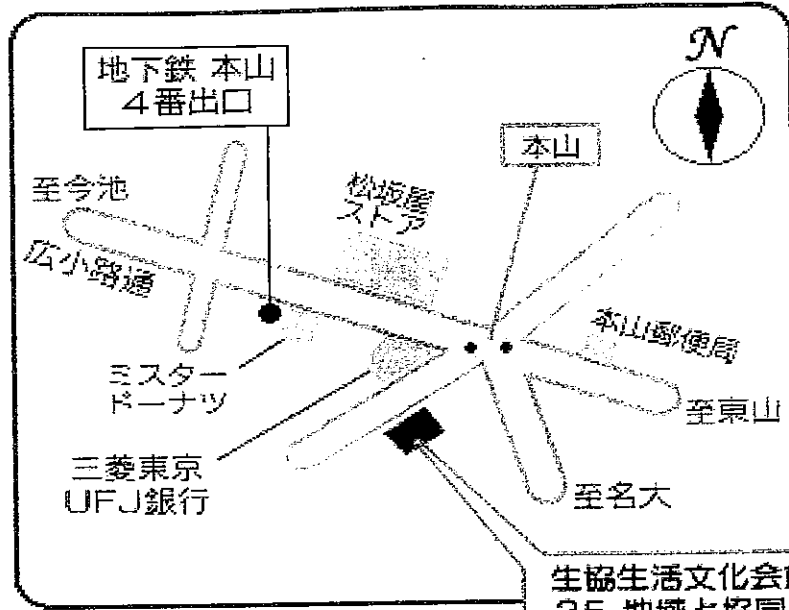 N
地下鉄 本山
4番出口
本山
至今池
広小路通
松坂屋
ストア
本山郵便局
ミスター
ドーナツ
至東山
三菱東京
UFJ銀行
至名大
生協生活文化会